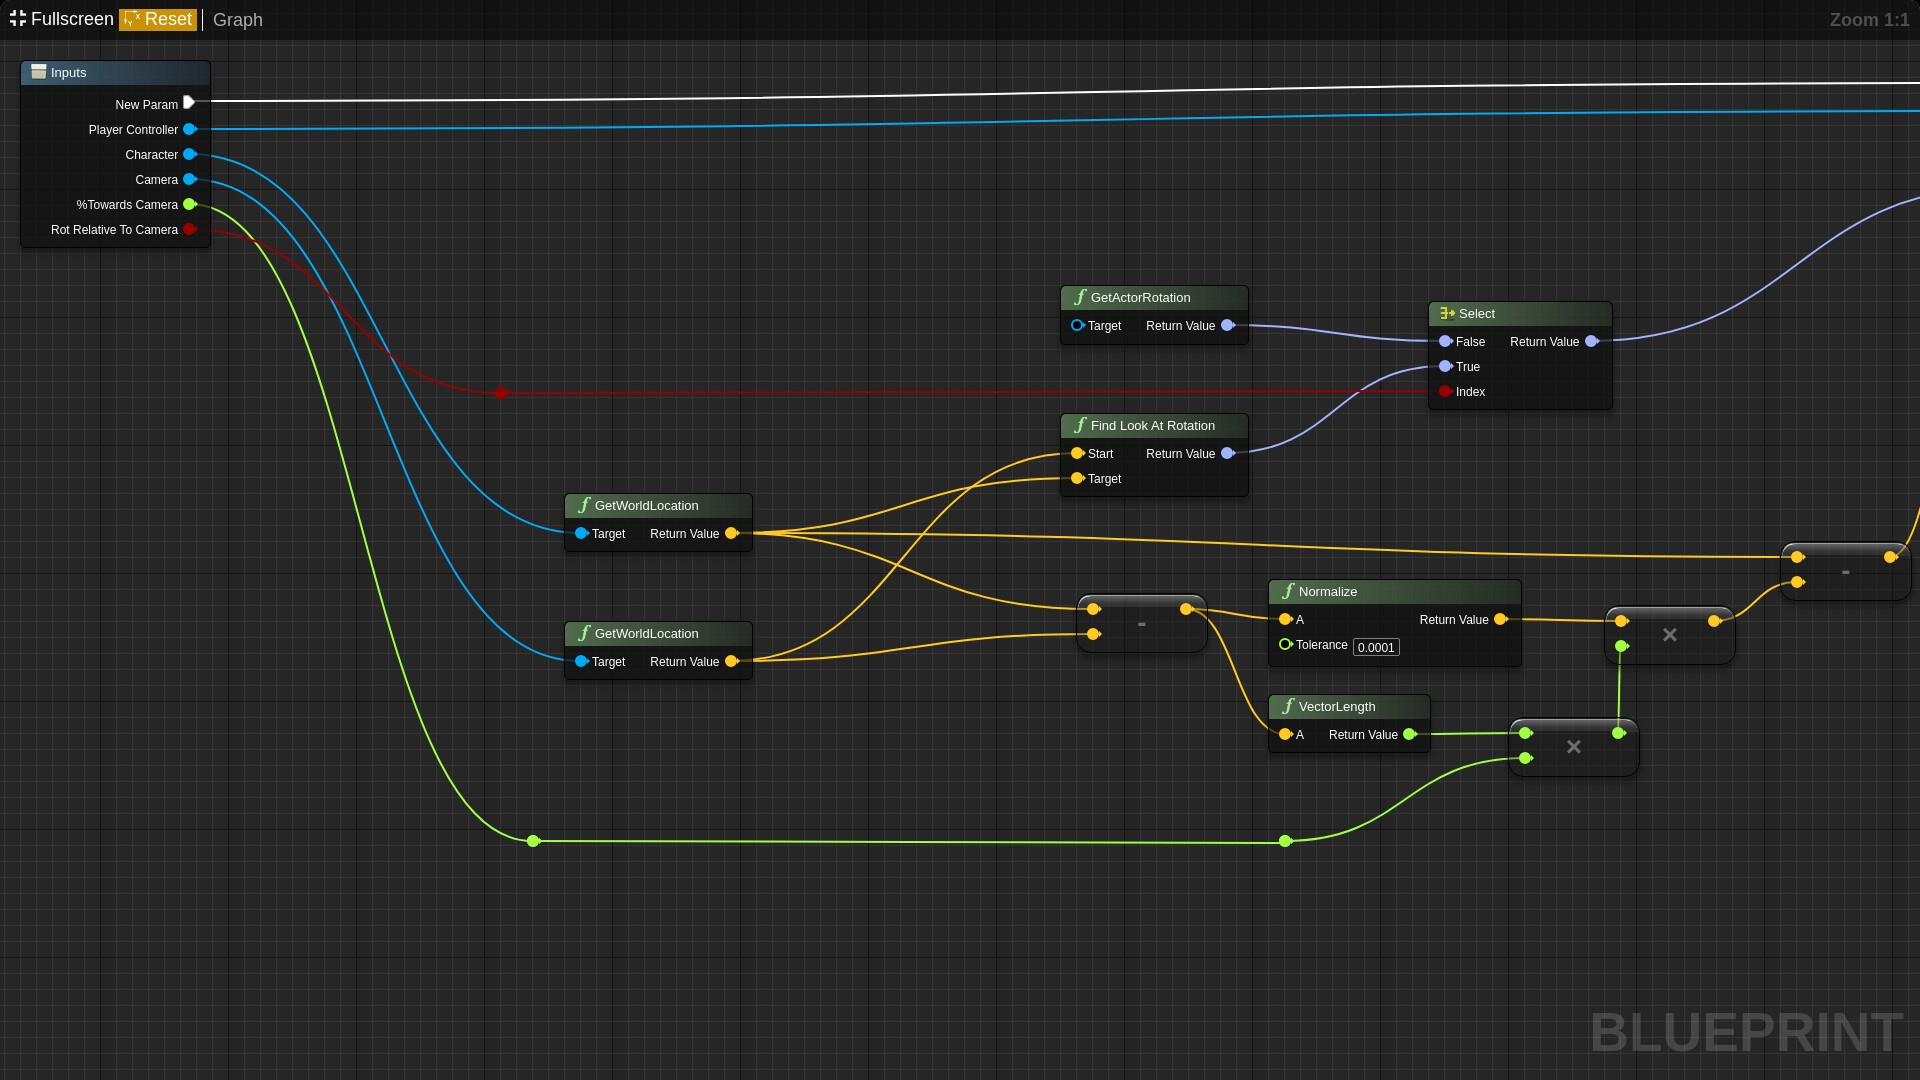 Fullscreen Reset Graph
Zoom 1:1
Inputs
New Param
Player Controller
Character
Camera
%Towards Camera
Rot Relative To Camera
GetActorRotation
Target Return Value
Select
False Return Value
True
Index
Find Look At Rotation
Start Return Value
Target
GetWorldLocation
Target Return Value
GetWorldLocation
Target Return Value
-
Normalize
A Return Value
Tolerance 0.0001
VectorLength
A Return Value
×
×
-
BLUEPRINT